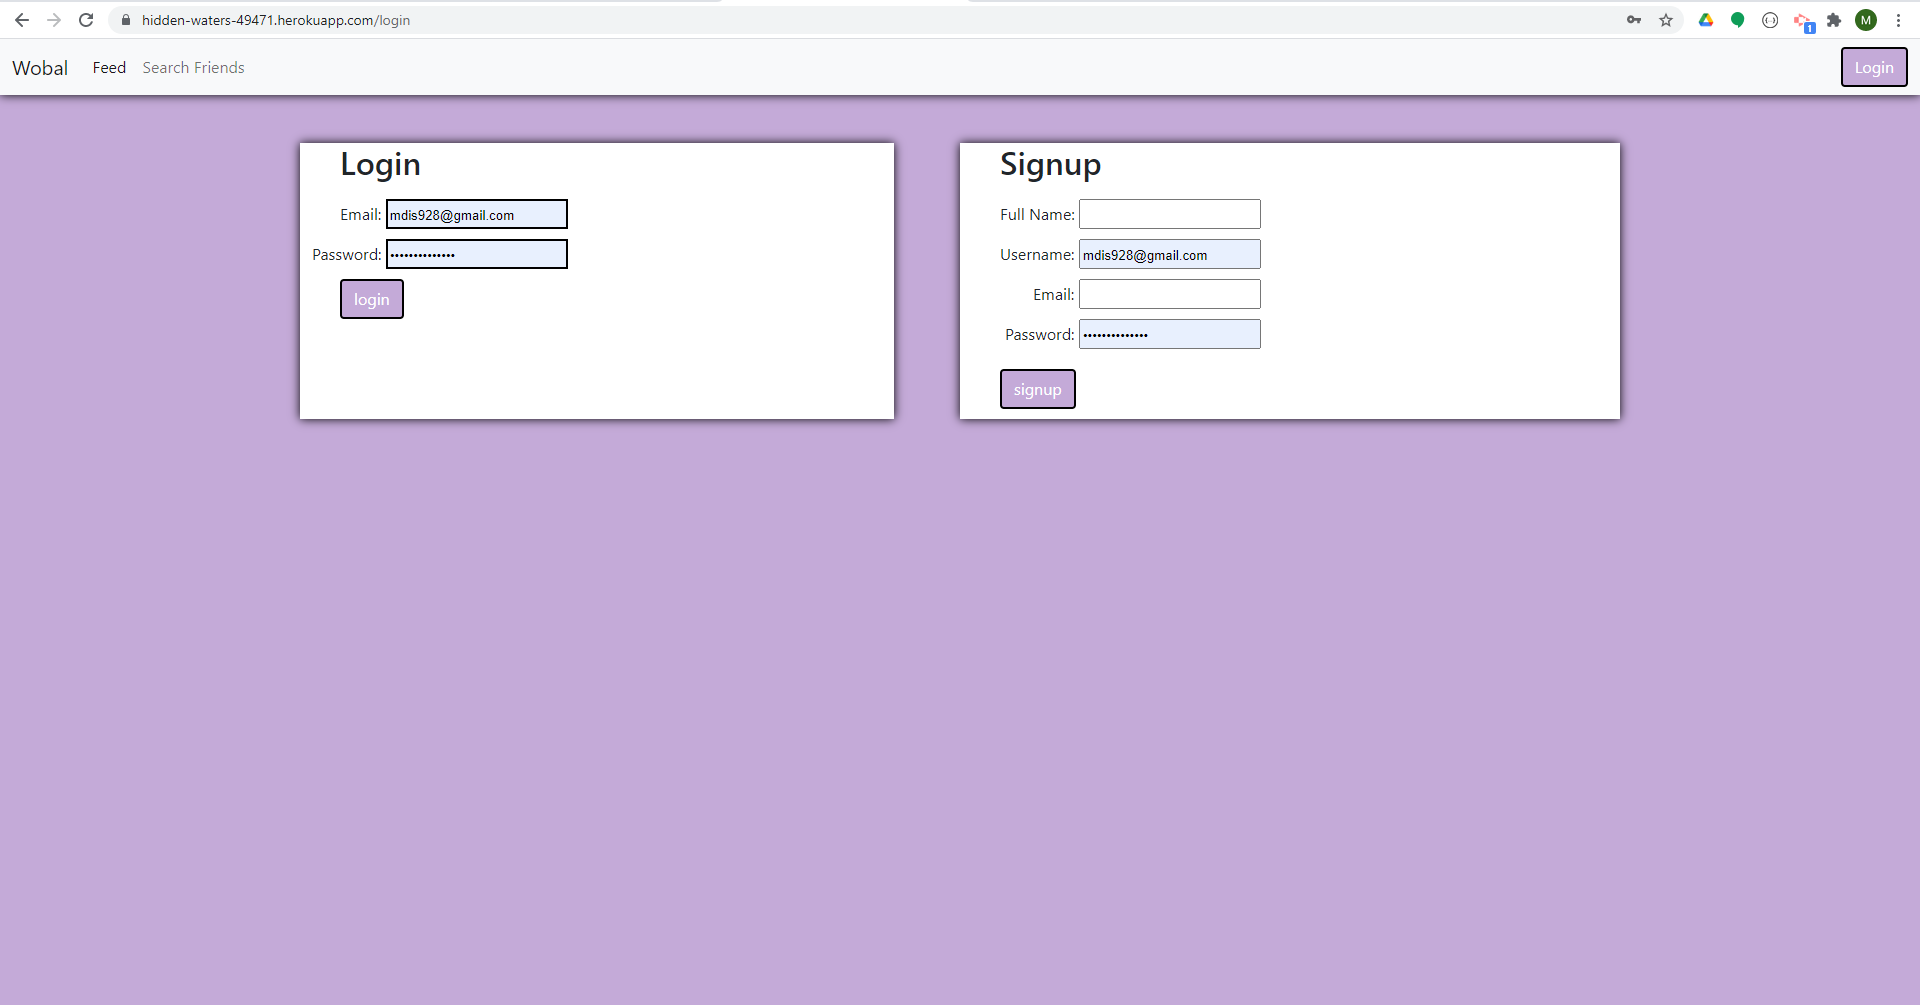 hidden-waters-49471.herokuapp.com/login
1
M
Wobal Feed Search Friends Login
Login
Email: mdis928@gmail.com
Password: ••••••••••••••
login
Signup
Full Name:
Username: mdis928@gmail.com
Email:
Password: ••••••••••••••
signup